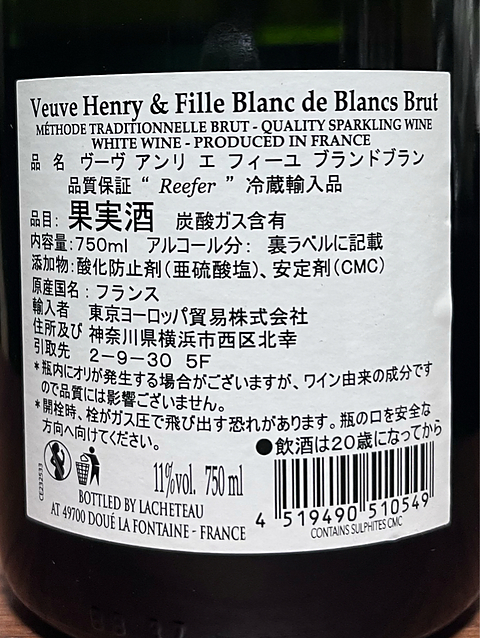 Veuve Henry & Fille Blanc de Blancs Brut
MÉTHODE TRADITIONNELLE BRUT - QUALITY SPARKLING WINE
WHITE WINE - PRODUCED IN FRANCE
品 名 ヴーヴ アンリ エ フィーユ ブランドブラン
品質保証 “ Reefer ” 冷蔵輸入品
品目: 果実酒 炭酸ガス含有
内容量:750ml アルコール分: 裏ラベルに記載
添加物:酸化防止剤(亜硫酸塩)、安定剤(CMC)
原産国名:フランス
輸入者 東京ヨーロッパ貿易株式会社
住所及び 神奈川県横浜市西区北幸
引取先 2-9-30 5F
*瓶内にオリが発生する場合がございますが、ワイン由来の成分です
ので品質には影響ございません。
*開栓時、栓がガス圧で飛び出す恐れがあります。瓶の口を安全な
方向へ向けてください。
●飲酒は20歳になってから
CE232533
11%vol. 750 ml
BOTTLED BY LACHETEAU
AT 49700 DOUÉ LA FONTAINE - FRANCE
4 519490 510549
CONTAINS SULPHITES CMC